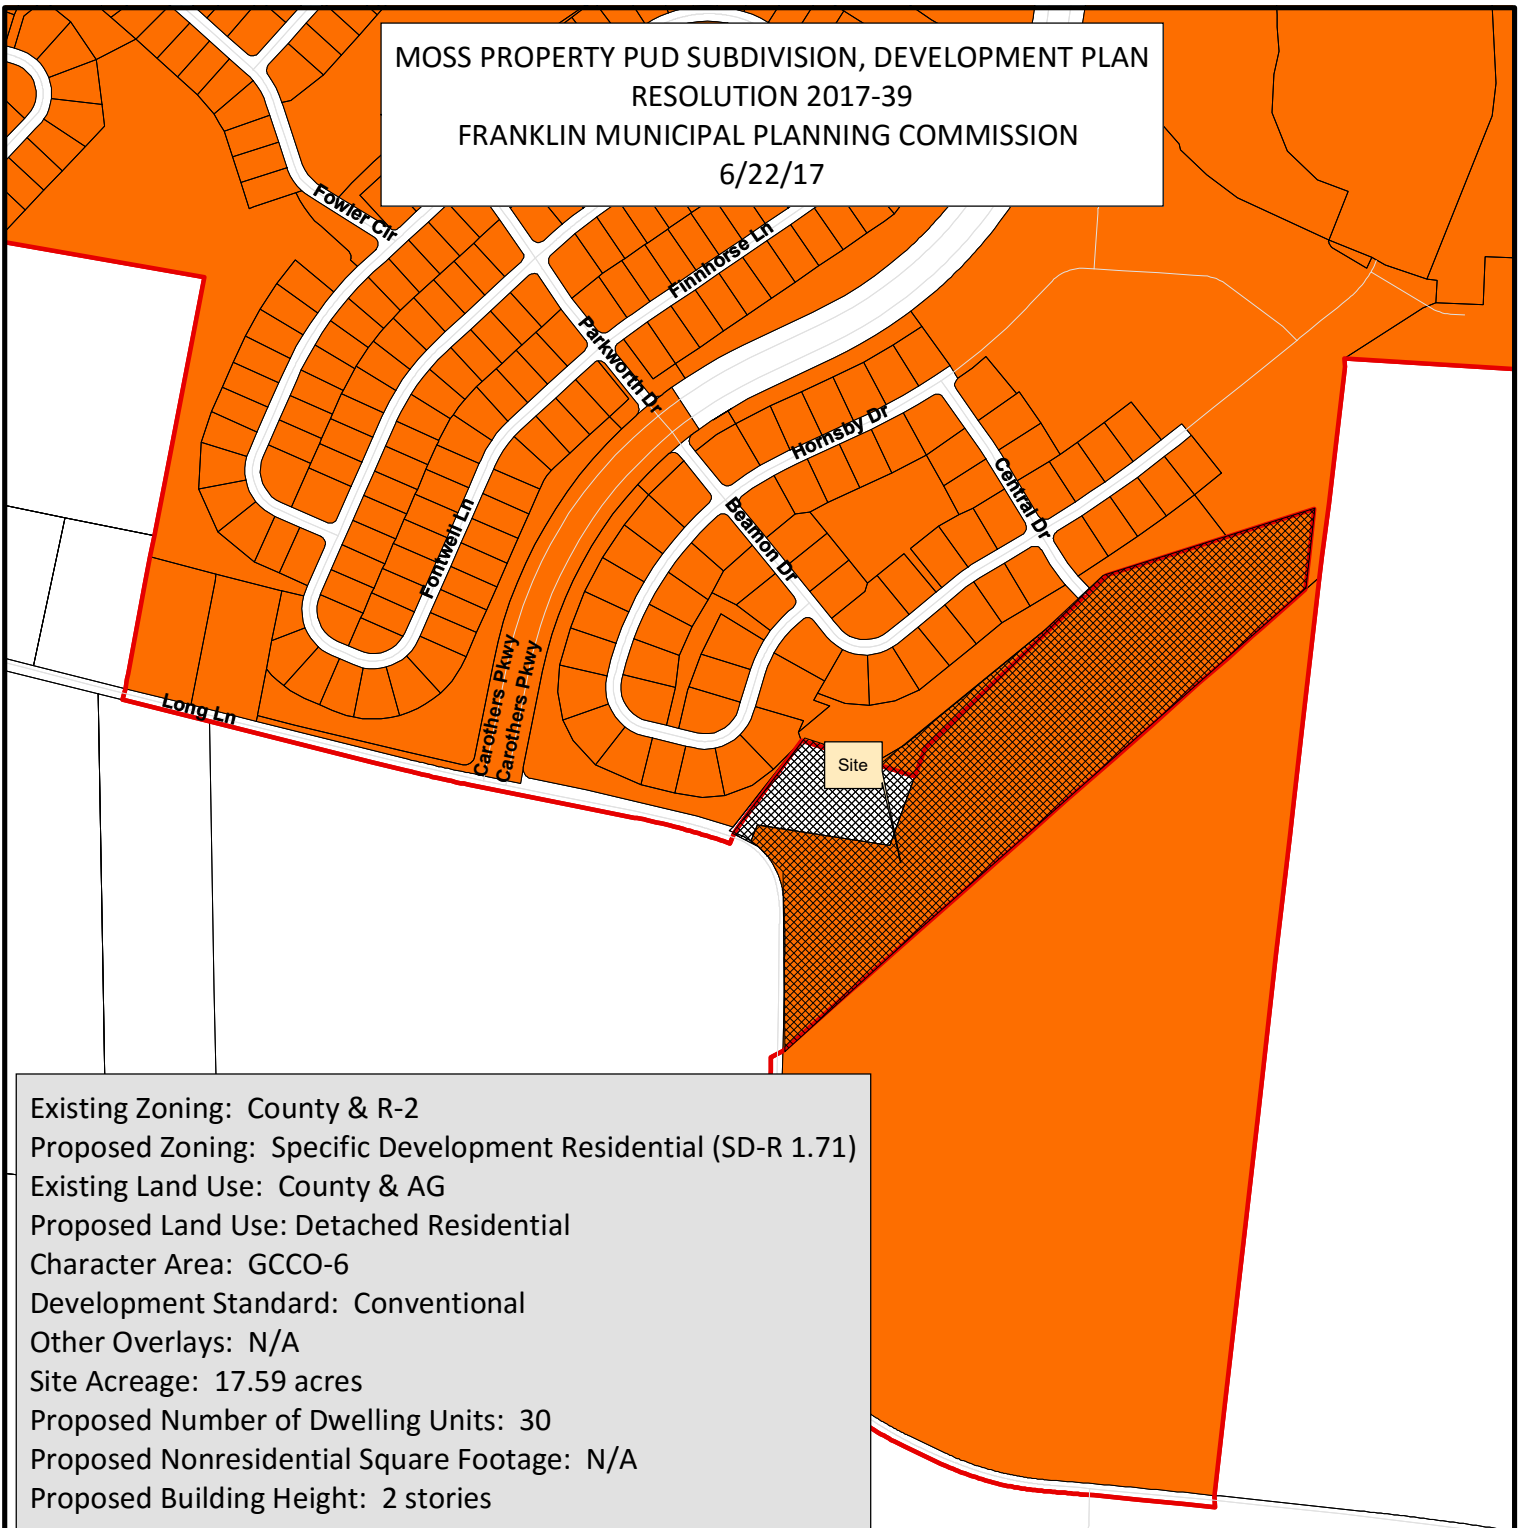 MOSS PROPERTY PUD SUBDIVISION, DEVELOPMENT PLAN
RESOLUTION 2017-39
FRANKLIN MUNICIPAL PLANNING COMMISSION
6/22/17
Fowler Cir
Finnhorse Ln
Parkworth Dr
Hornsby Dr
Central Dr
Beamon Dr
Fontwell Ln
Carothers Pkwy
Carothers Pkwy
Long Ln
Site
Existing Zoning: County & R-2
Proposed Zoning: Specific Development Residential (SD-R 1.71)
Existing Land Use: County & AG
Proposed Land Use: Detached Residential
Character Area: GCCO-6
Development Standard: Conventional
Other Overlays: N/A
Site Acreage: 17.59 acres
Proposed Number of Dwelling Units: 30
Proposed Nonresidential Square Footage: N/A
Proposed Building Height: 2 stories